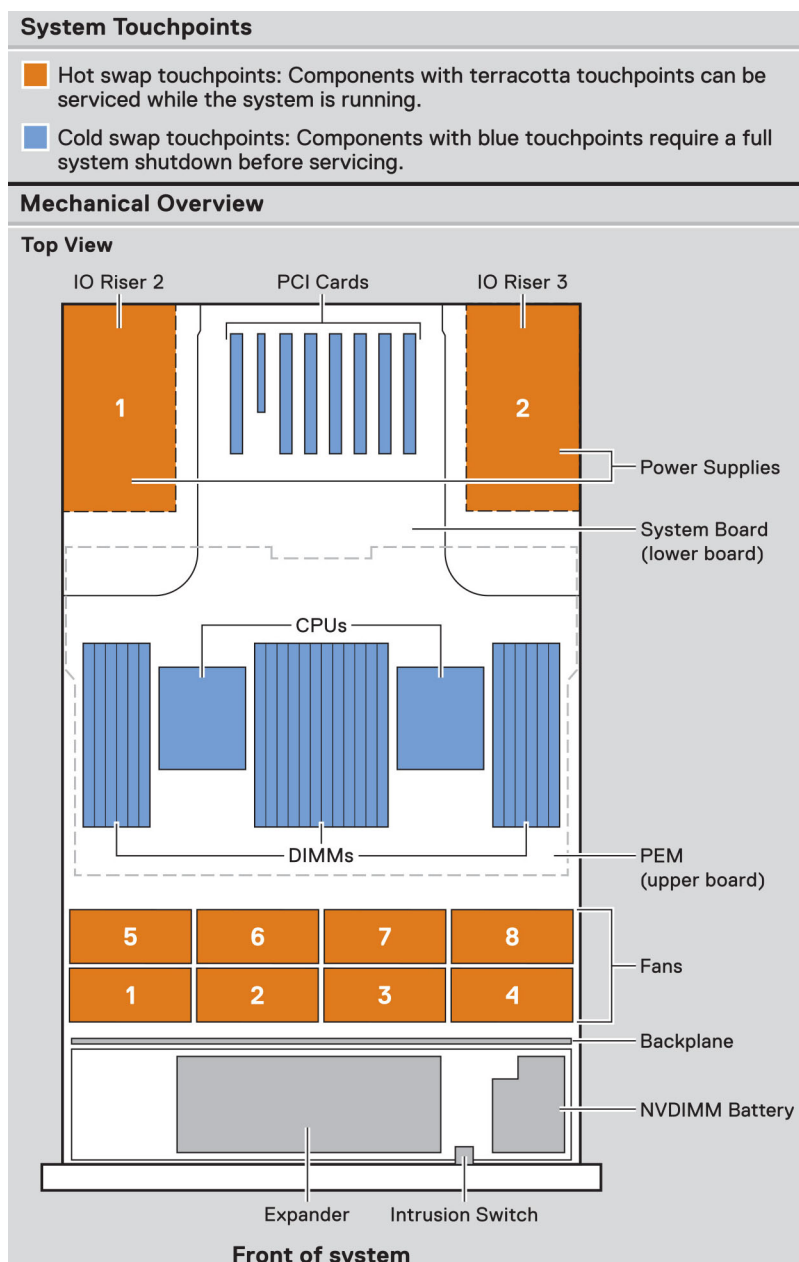 System Touchpoints
Hot swap touchpoints: Components with terracotta touchpoints can be
serviced while the system is running.
Cold swap touchpoints: Components with blue touchpoints require a full
system shutdown before servicing.
Mechanical Overview
Top View
IO Riser 2
PCI Cards
IO Riser 3
1
2
Power Supplies
System Board
(lower board)
CPUs
DIMMs
PEM
(upper board)
5
6
7
8
Fans
1
2
3
4
Backplane
NVDIMM Battery
Expander
Intrusion Switch
Front of system